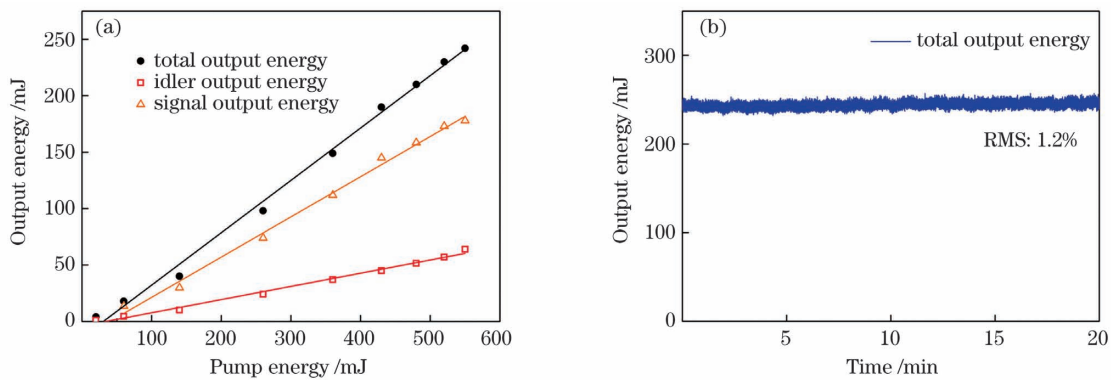 (a)
250
200
150
100
50
0
total output energy
idler output energy
signal output energy
Output energy /mJ
100 200 300 400 500 600
Pump energy /mJ
(b)
300
200
100
0
total output energy
RMS: 1.2%
Output energy /mJ
5 10 15 20
Time /min